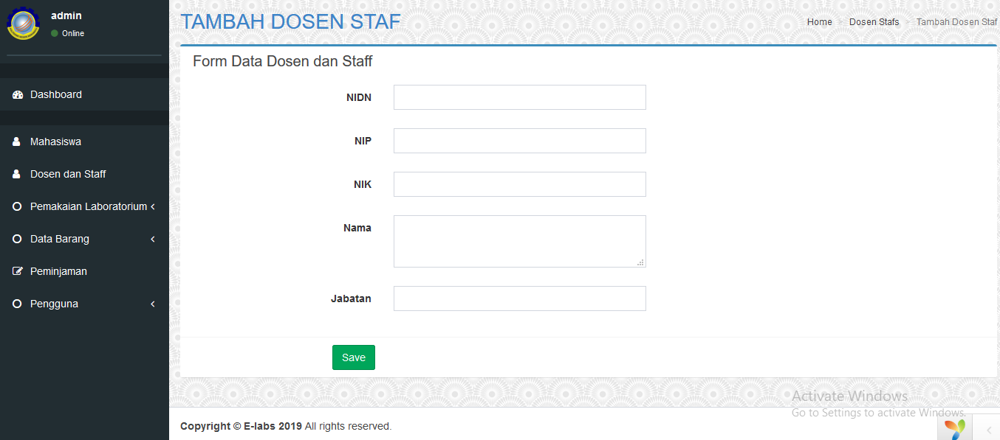 admin
Online
Dashboard
Mahasiswa
Dosen dan Staff
Pemakaian Laboratorium
Data Barang
Peminjaman
Pengguna
TAMBAH DOSEN STAF
Home > Dosen Stafs > Tambah Dosen Staf
Form Data Dosen dan Staff
NIDN
NIP
NIK
Nama
Jabatan
Save
Activate Windows
Go to Settings to activate Windows.
Copyright © E-labs 2019 All rights reserved.